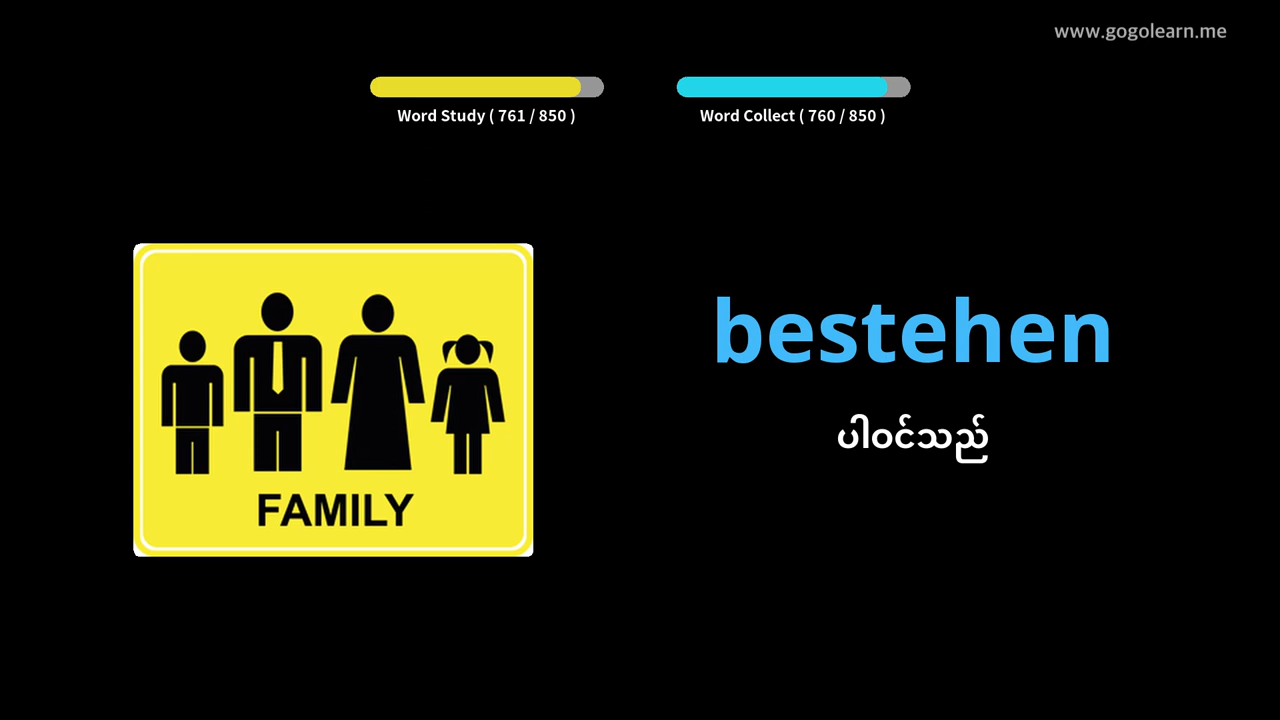 www.gogolearn.me
Word Study ( 761 / 850 )
Word Collect ( 760 / 850 )
FAMILY
bestehen
ပါဝင်သည်